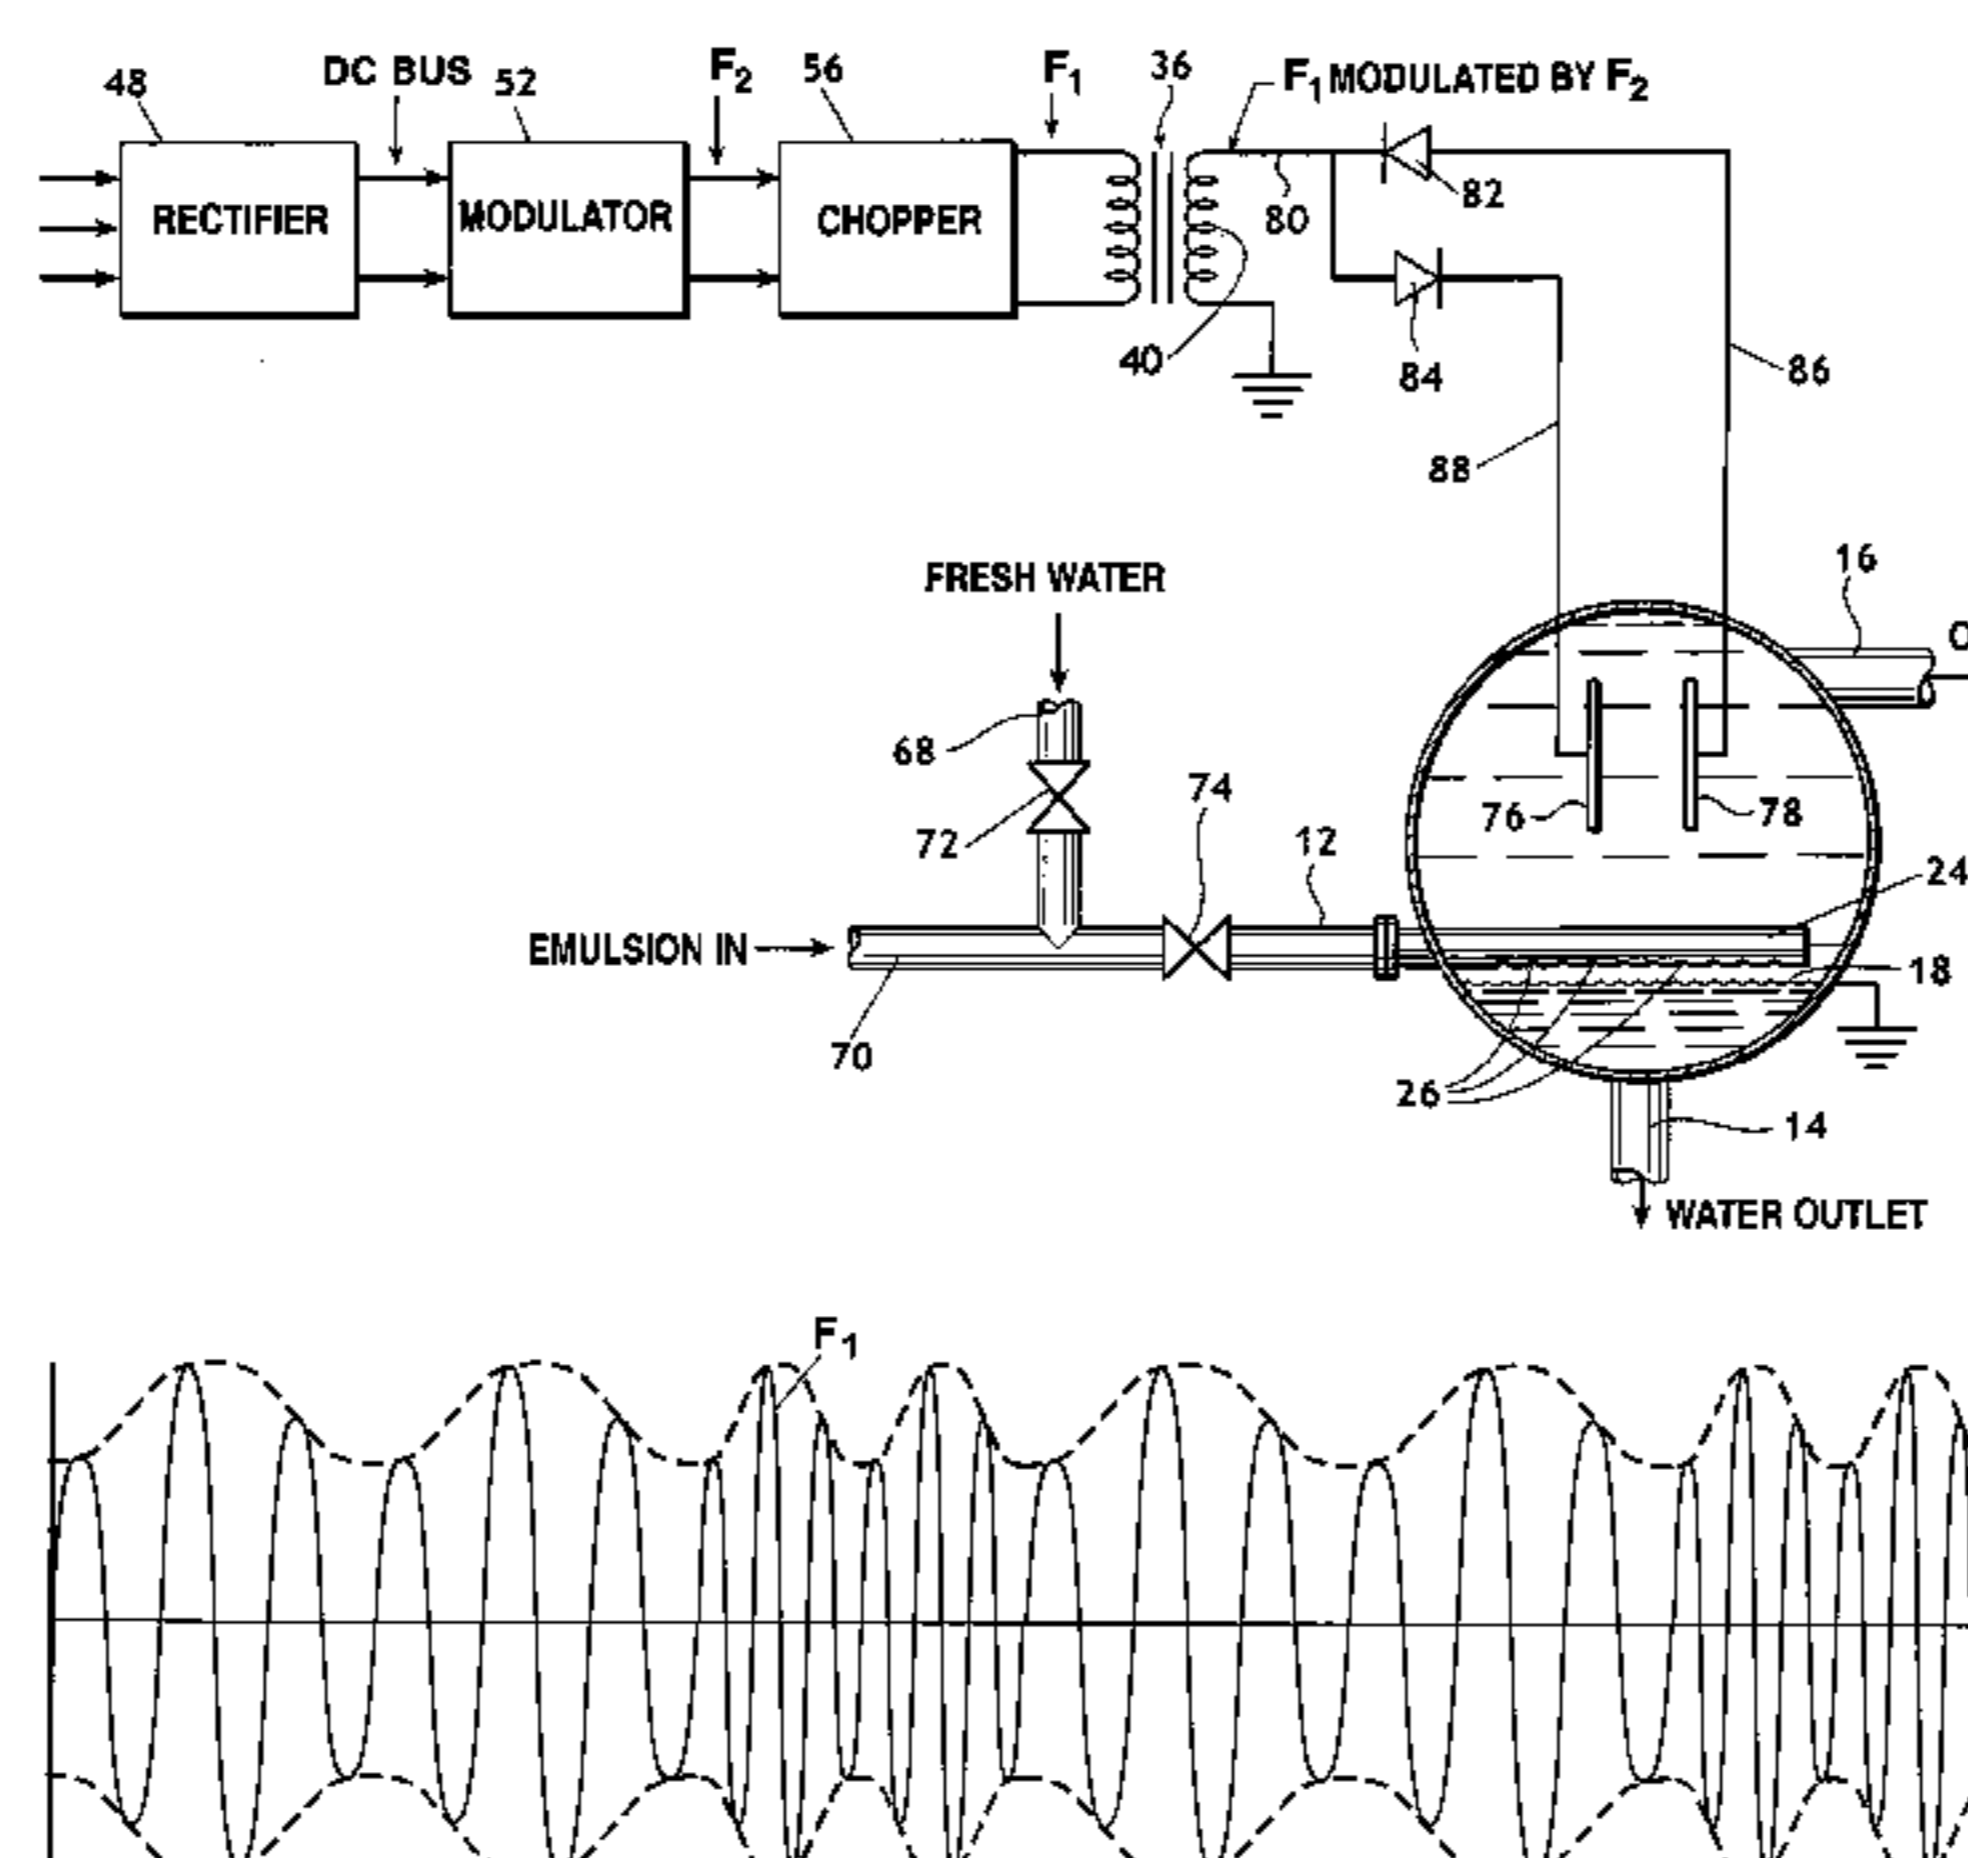 48
DC BUS
52
F2
56
F1
36
F1 MODULATED BY F2
RECTIFIER
MODULATOR
CHOPPER
80
82
40
84
86
88
FRESH WATER
16
O
68
74
72
76
78
12
24
EMULSION IN
18
70
26
14
WATER OUTLET
F1